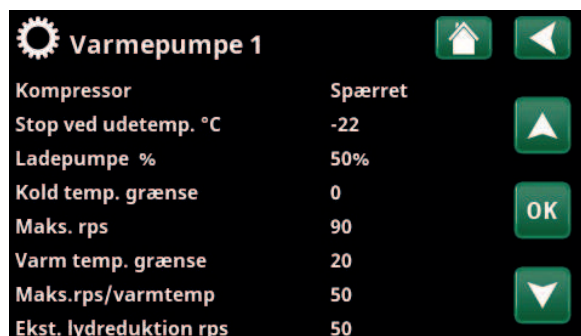 Varmepumpe 1
Kompressor Spærret
Stop ved udetemp. °C -22
Ladepumpe % 50%
Kold temp. grænse 0
OK
Maks. rps 90
Varm temp. grænse 20
Maks.rps/varmtemp 50
Ekst. lydreduktion rps 50